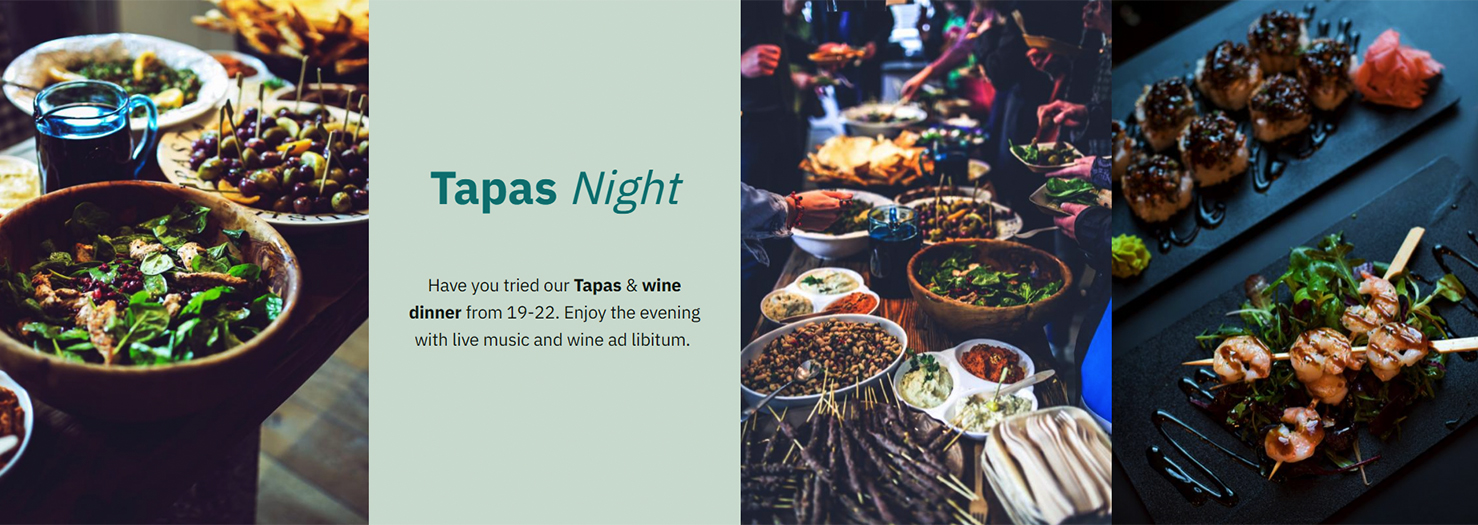 Tapas Night
Have you tried our Tapas & wine
dinner from 19-22. Enjoy the evening
with live music and wine ad libitum.